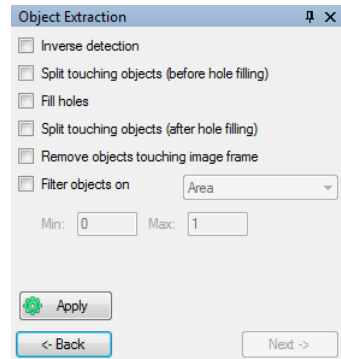 Object Extraction
Inverse detection
Split touching objects (before hole filling)
Fill holes
Split touching objects (after hole filling)
Remove objects touching image frame
Filter objects on Area
Min: 0 Max: 1
Apply
<- Back Next ->